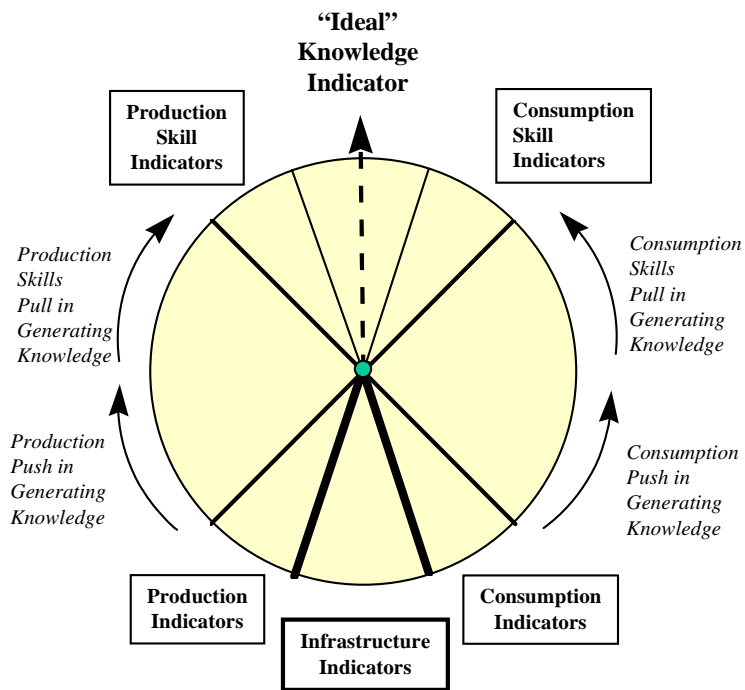 “Ideal”
Knowledge
Indicator
Production
Skill
Indicators
Consumption
Skill
Indicators
Production
Skills
Pull in
Generating
Knowledge
Consumption
Skills
Pull in
Generating
Knowledge
Production
Push in
Generating
Knowledge
Consumption
Push in
Generating
Knowledge
Production
Indicators
Consumption
Indicators
Infrastructure
Indicators